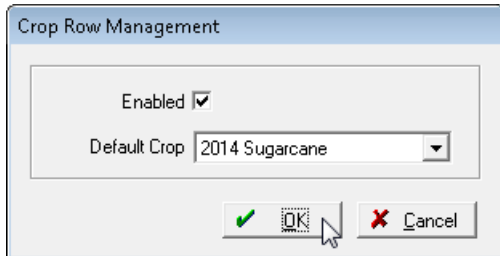 Crop Row Management
Enabled
Default Crop 2014 Sugarcane
OK Cancel